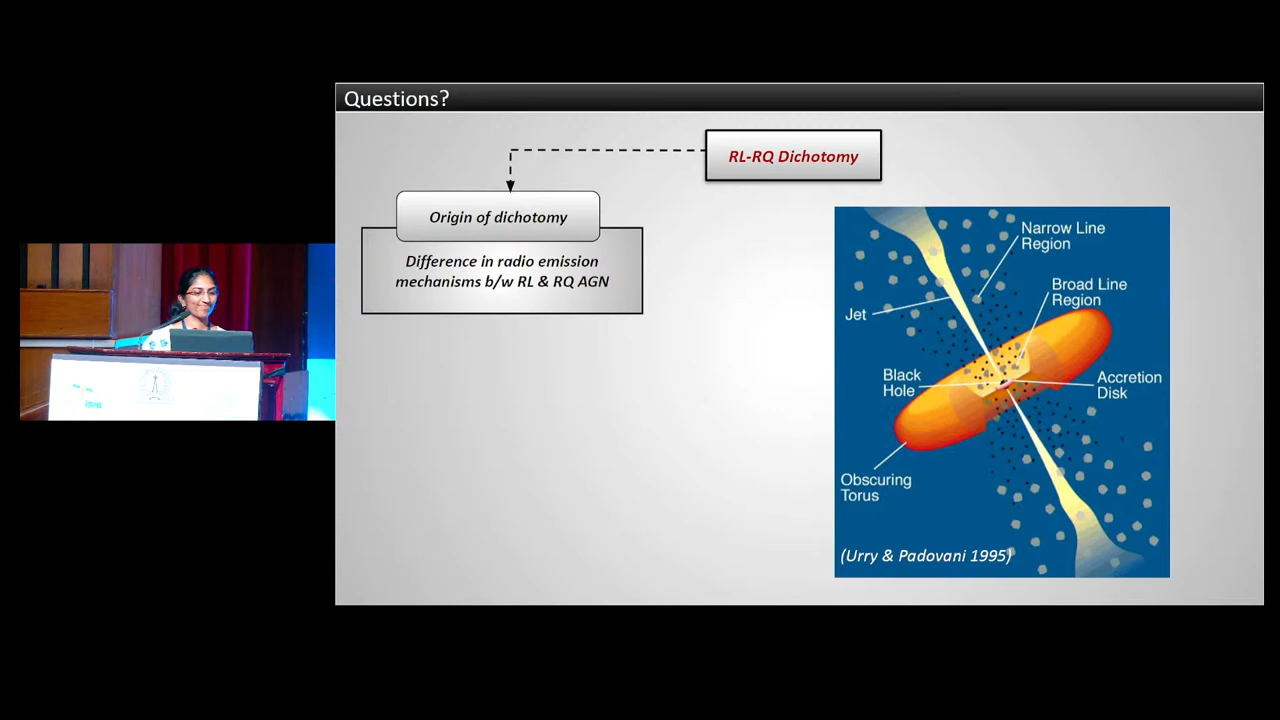 Questions?
RL-RQ Dichotomy
Origin of dichotomy
Difference in radio emission
mechanisms b/w RL & RQ AGN
Narrow Line
Region
Broad Line
Region
Jet
Black
Hole
Accretion
Disk
Obscuring
Torus
(Urry & Padovani 1995)